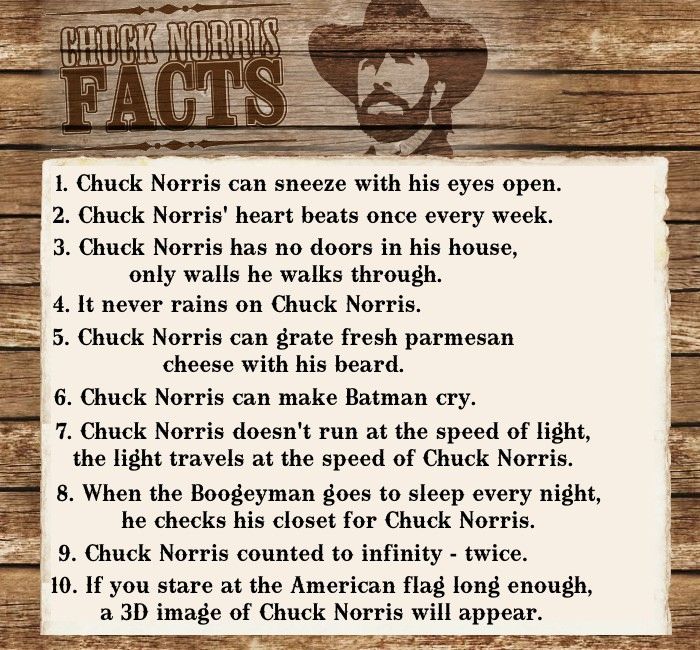 CHUCK NORRIS
FACTS
1. Chuck Norris can sneeze with his eyes open.
2. Chuck Norris' heart beats once every week.
3. Chuck Norris has no doors in his house,
only walls he walks through.
4. It never rains on Chuck Norris.
5. Chuck Norris can grate fresh parmesan
cheese with his beard.
6. Chuck Norris can make Batman cry.
7. Chuck Norris doesn't run at the speed of light,
the light travels at the speed of Chuck Norris.
8. When the Boogeyman goes to sleep every night,
he checks his closet for Chuck Norris.
9. Chuck Norris counted to infinity - twice.
10. If you stare at the American flag long enough,
a 3D image of Chuck Norris will appear.